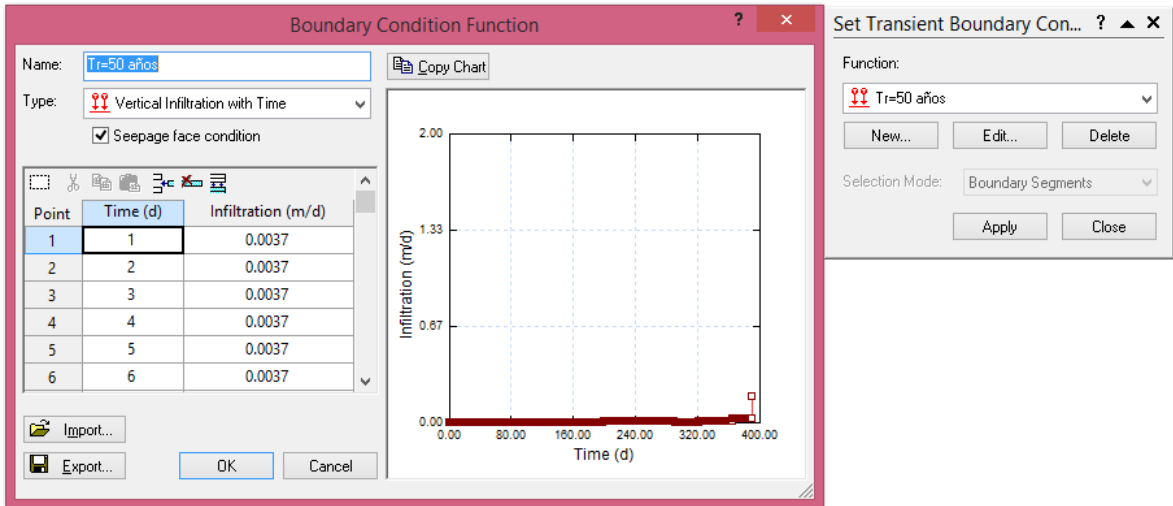 Boundary Condition Function
?
×
Name:
Tr=50 años
Copy Chart
Type:
Vertical Infiltration with Time
Seepage face condition
Point
Time (d)
Infiltration (m/d)
1
1
0.0037
2
2
0.0037
3
3
0.0037
4
4
0.0037
5
5
0.0037
6
6
0.0037
Import...
Export...
OK
Cancel
2.00
1.33
0.67
0.00
Infiltration (m/d)
0.00
80.00
160.00
240.00
320.00
400.00
Time (d)
Set Transient Boundary Con...
?
Function:
Tr=50 años
New...
Edit...
Delete
Selection Mode:
Boundary Segments
Apply
Close